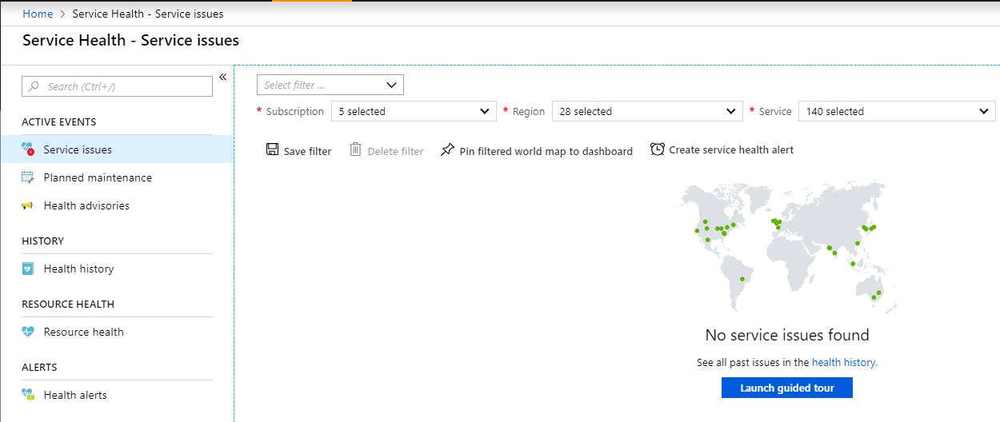 Home > Service Health - Service issues
Service Health - Service issues
Search (Ctrl+/)
«
ACTIVE EVENTS
Service issues
Planned maintenance
Health advisories
HISTORY
Health history
RESOURCE HEALTH
Resource health
ALERTS
Health alerts
Select filter ...
* Subscription 5 selected * Region 28 selected * Service 140 selected
Save filter Delete filter Pin filtered world map to dashboard Create service health alert
No service issues found
See all past issues in the health history.
Launch guided tour